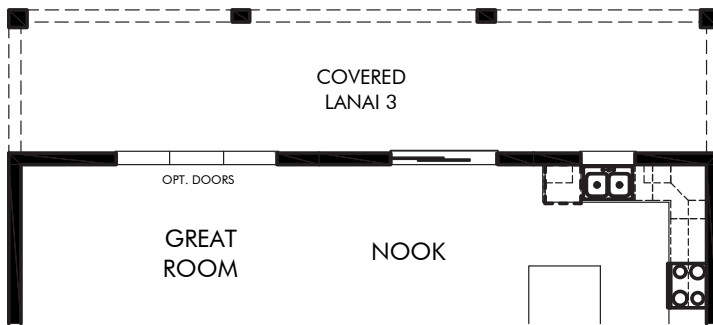 COVERED
LANAI 3
OPT. DOORS
GREAT
ROOM
NOOK